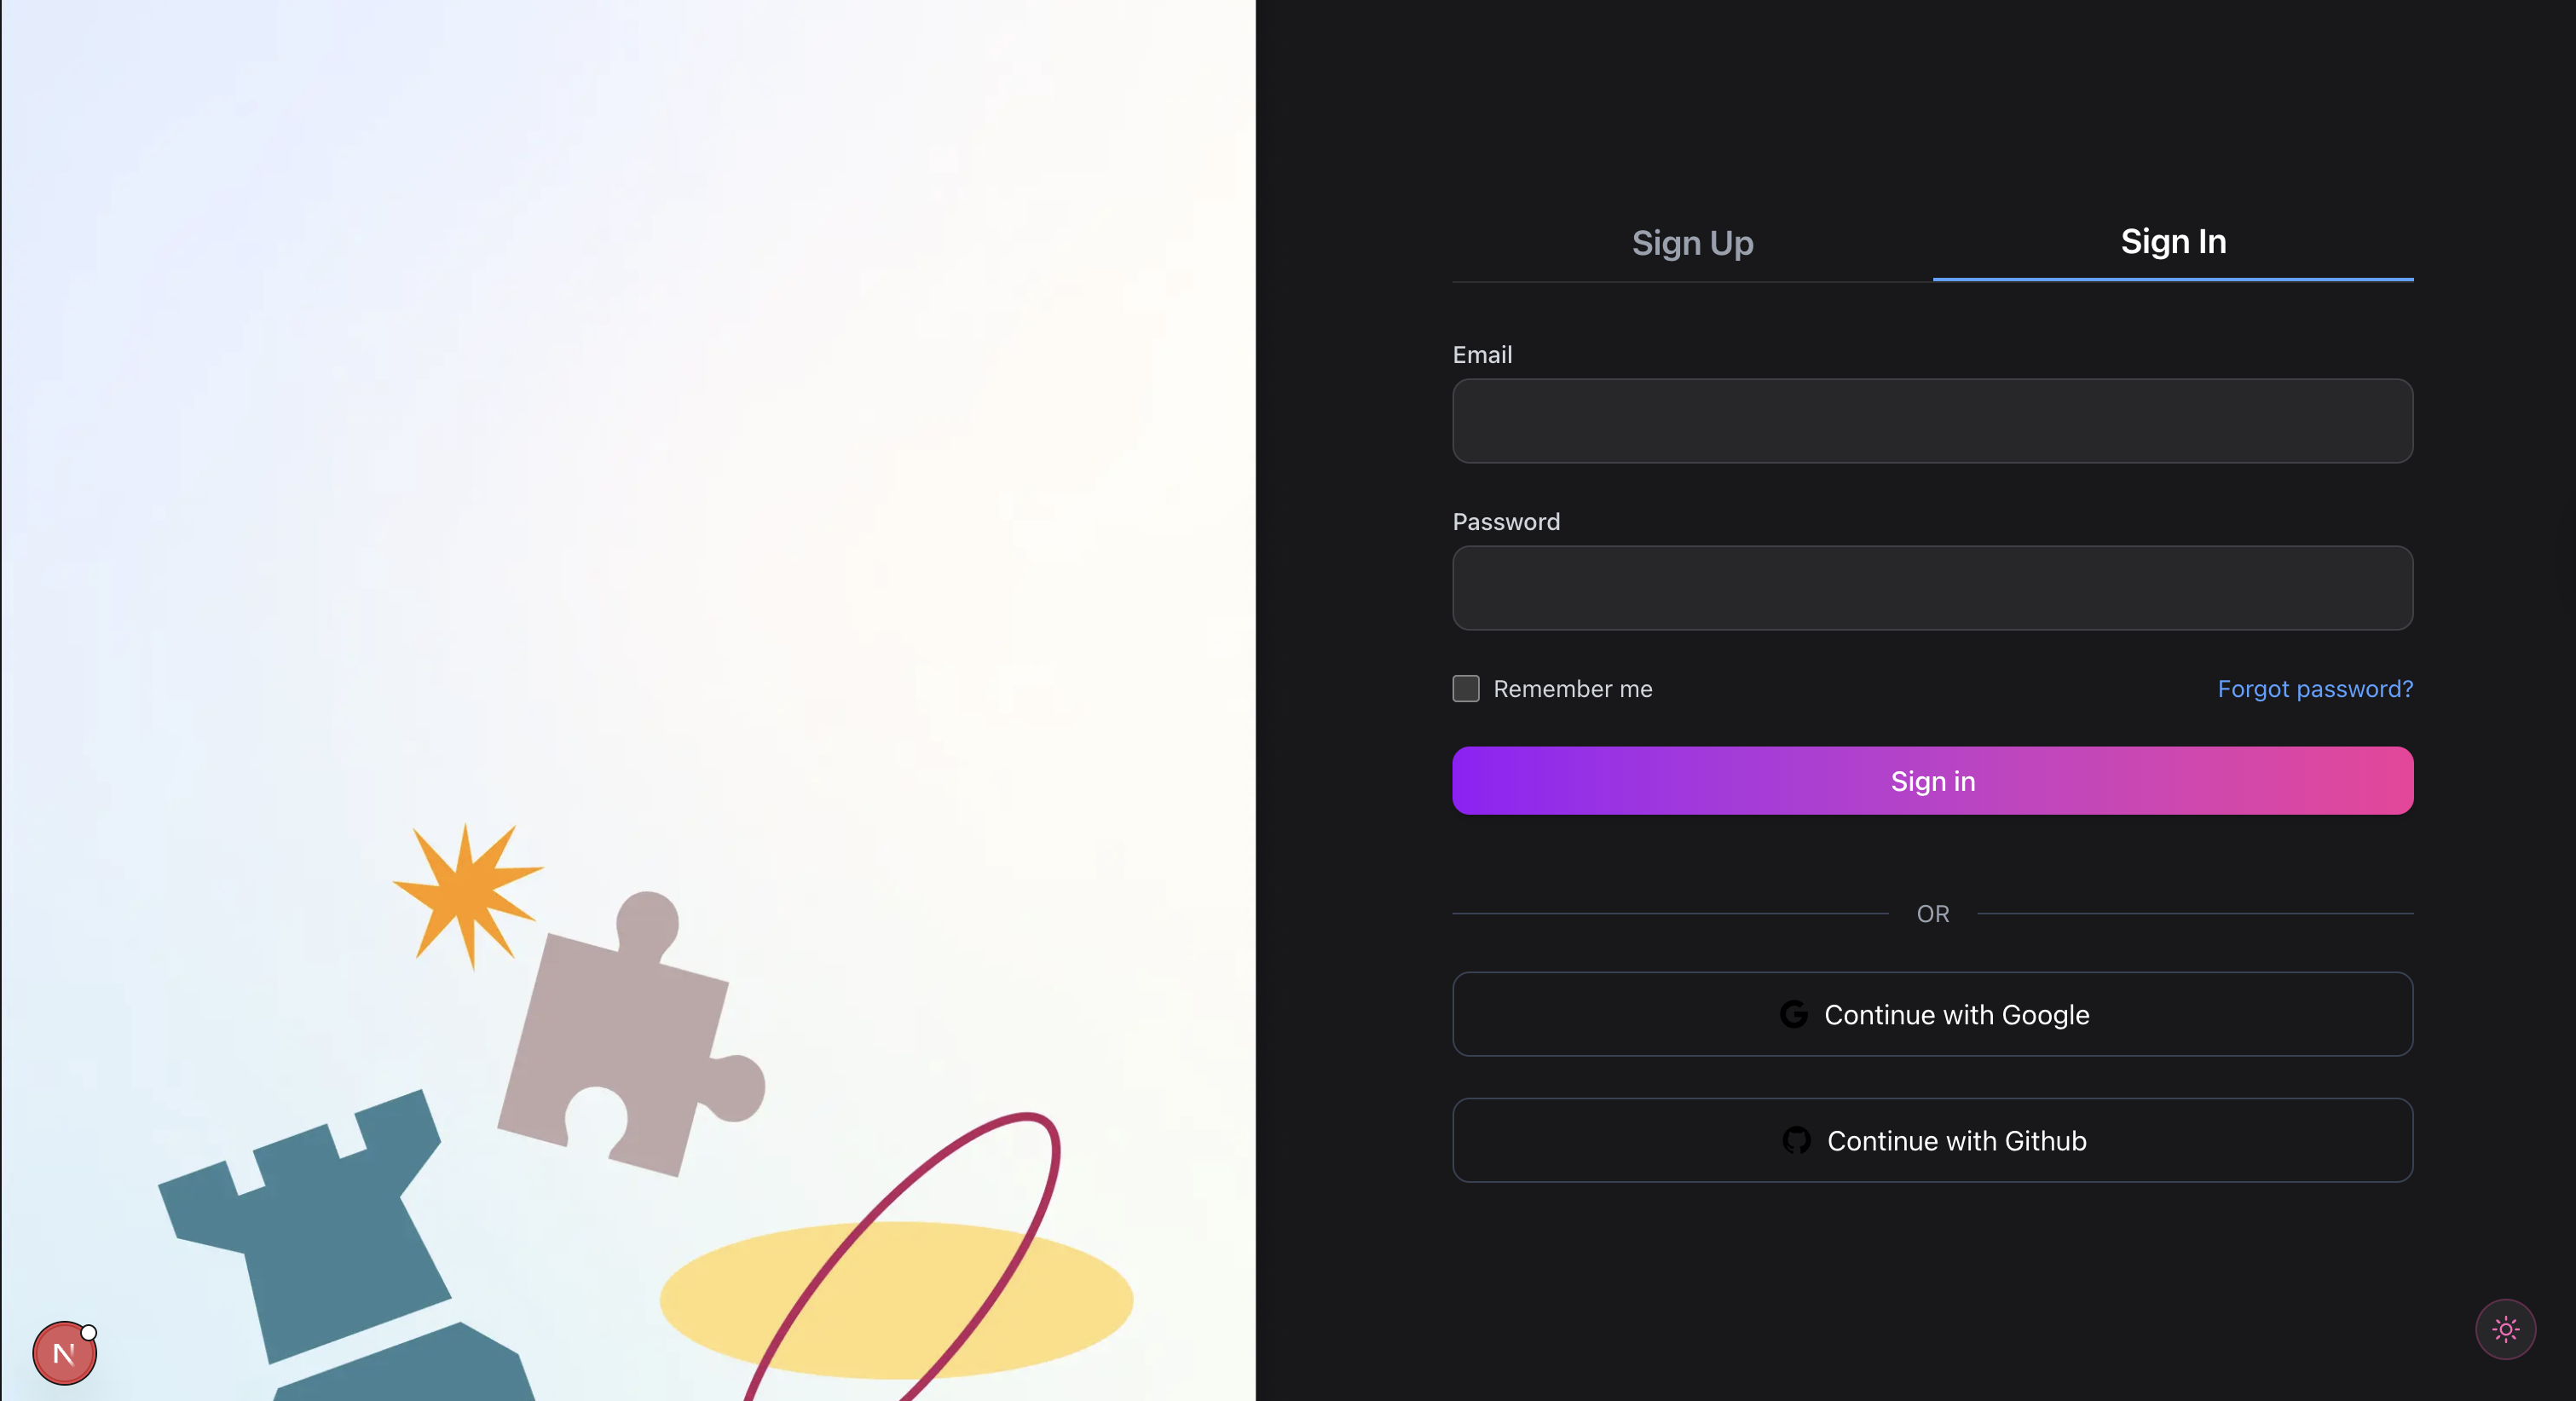 Sign Up
Sign In
Email
Password
Remember me
Forgot password?
Sign in
OR
Continue with Google
Continue with Github
N